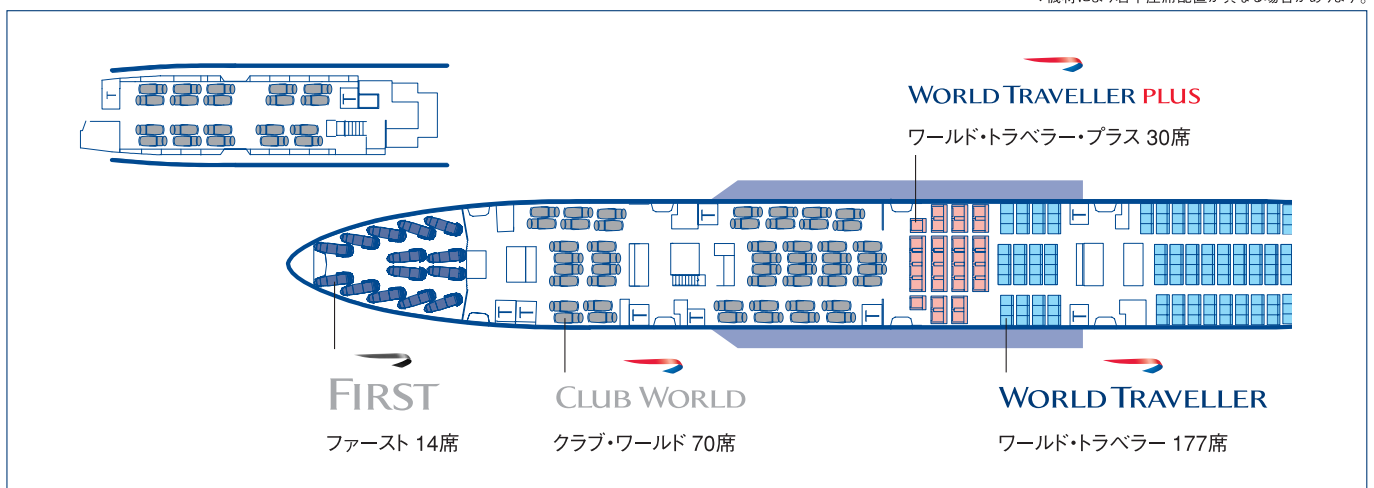 WORLD TRAVELLER PLUS
ワールド・トラベラー・プラス 30席
FIRST
ファースト 14席
CLUB WORLD
クラブ・ワールド 70席
WORLD TRAVELLER
ワールド・トラベラー 177席